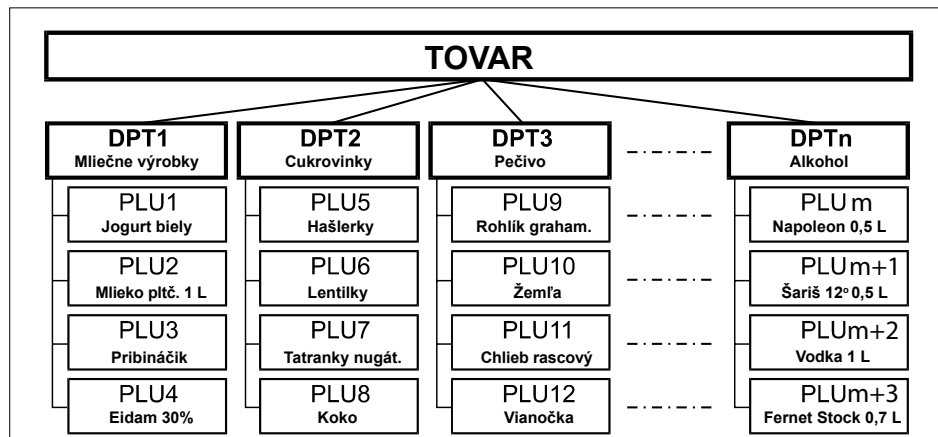 TOVAR
DPT1
Mliečne výrobky
PLU1
Jogurt biely
PLU2
Mlieko pltč. 1 L
PLU3
Pribináčik
PLU4
Eidam 30%
DPT2
Cukrovinky
PLU5
Hašlerky
PLU6
Lentilky
PLU7
Tatranky nugát.
PLU8
Koko
DPT3
Pečivo
PLU9
Rohlík graham.
PLU10
Žemľa
PLU11
Chlieb rascový
PLU12
Vianočka
DPTn
Alkohol
PLU m
Napoleon 0,5 L
PLUm+1
Šariš 12º 0,5 L
PLUm+2
Vodka 1 L
PLUm+3
Fernet Stock 0,7 L